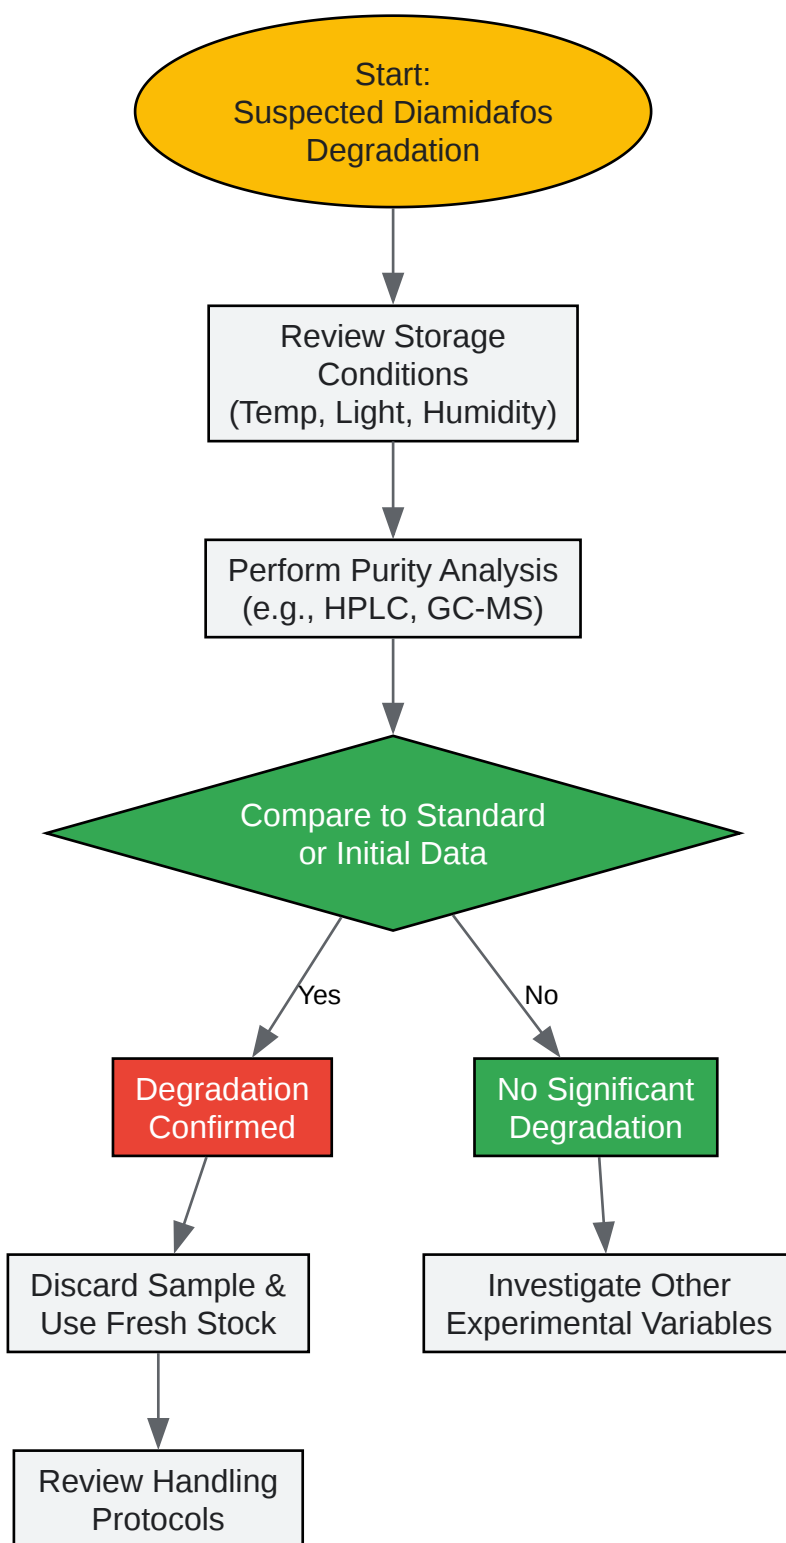 Start:
Suspected Diamidafos
Degradation
Review Storage
Conditions
(Temp, Light, Humidity)
Perform Purity Analysis
(e.g., HPLC, GC-MS)
Compare to Standard
or Initial Data
Yes
No
Degradation
Confirmed
No Significant
Degradation
Discard Sample &
Use Fresh Stock
Investigate Other
Experimental Variables
Review Handling
Protocols